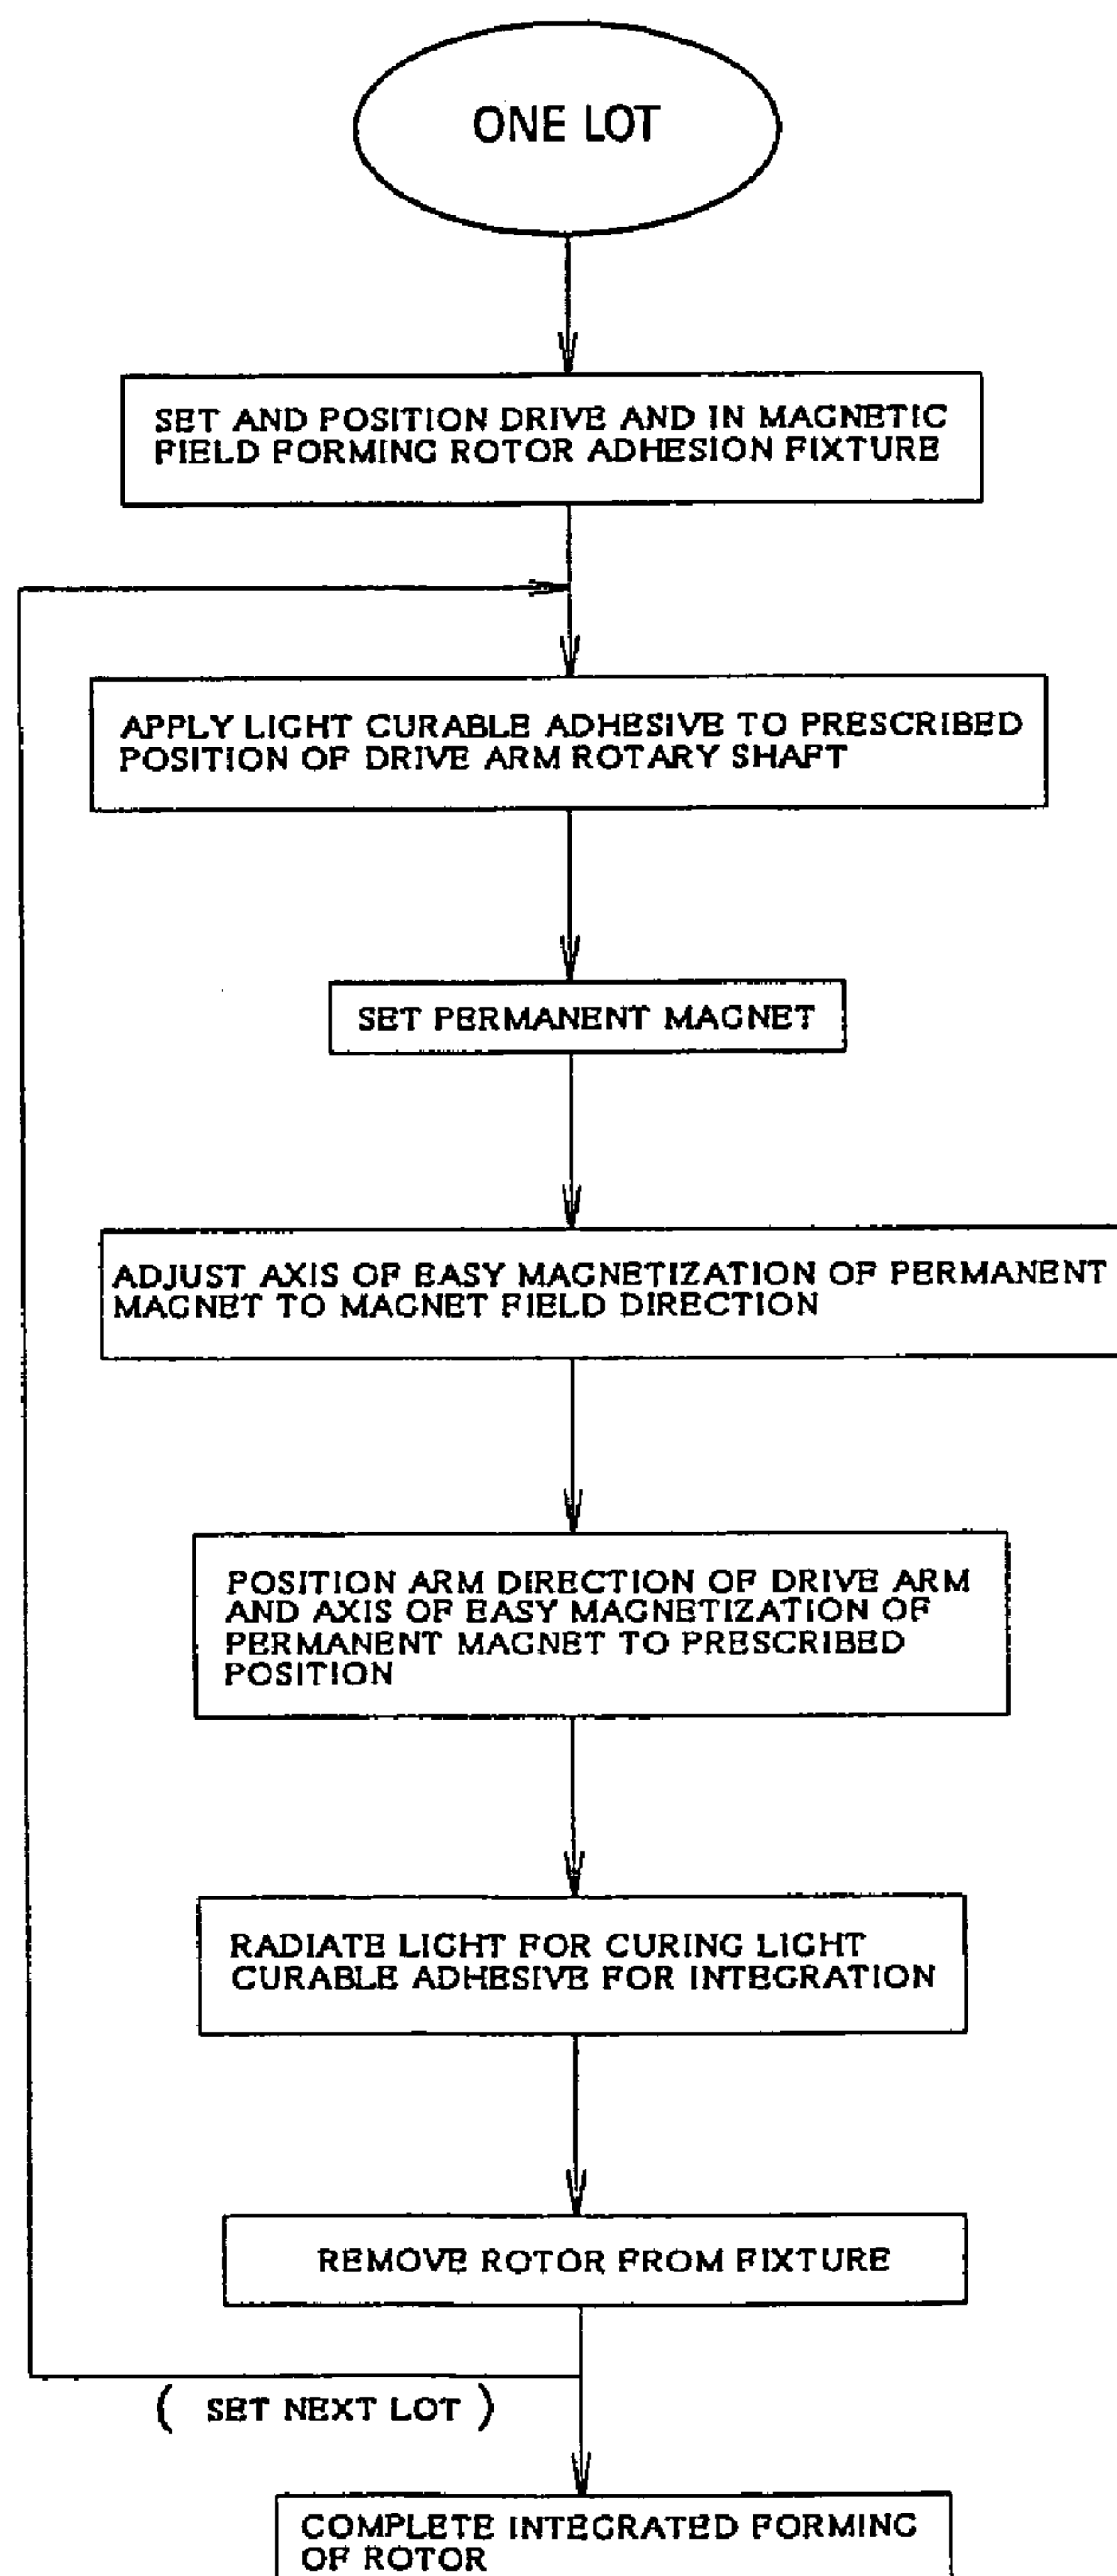 ONE LOT
SET AND POSITION DRIVE AND IN MAGNETIC
FIELD FORMING ROTOR ADHESION FIXTURE
APPLY LIGHT CURABLE ADHESIVE TO PRESCRIBED
POSITION OF DRIVE ARM ROTARY SHAFT
SET PERMANENT MAGNET
ADJUST AXIS OF EASY MAGNETIZATION OF PERMANENT
MAGNET TO MAGNET FIELD DIRECTION
POSITION ARM DIRECTION OF DRIVE ARM
AND AXIS OF EASY MAGNETIZATION OF
PERMANENT MAGNET TO PRESCRIBED
POSITION
RADIATE LIGHT FOR CURING LIGHT
CURABLE ADHESIVE FOR INTEGRATION
REMOVE ROTOR FROM FIXTURE
( SET NEXT LOT )
COMPLETE INTEGRATED FORMING
OF ROTOR